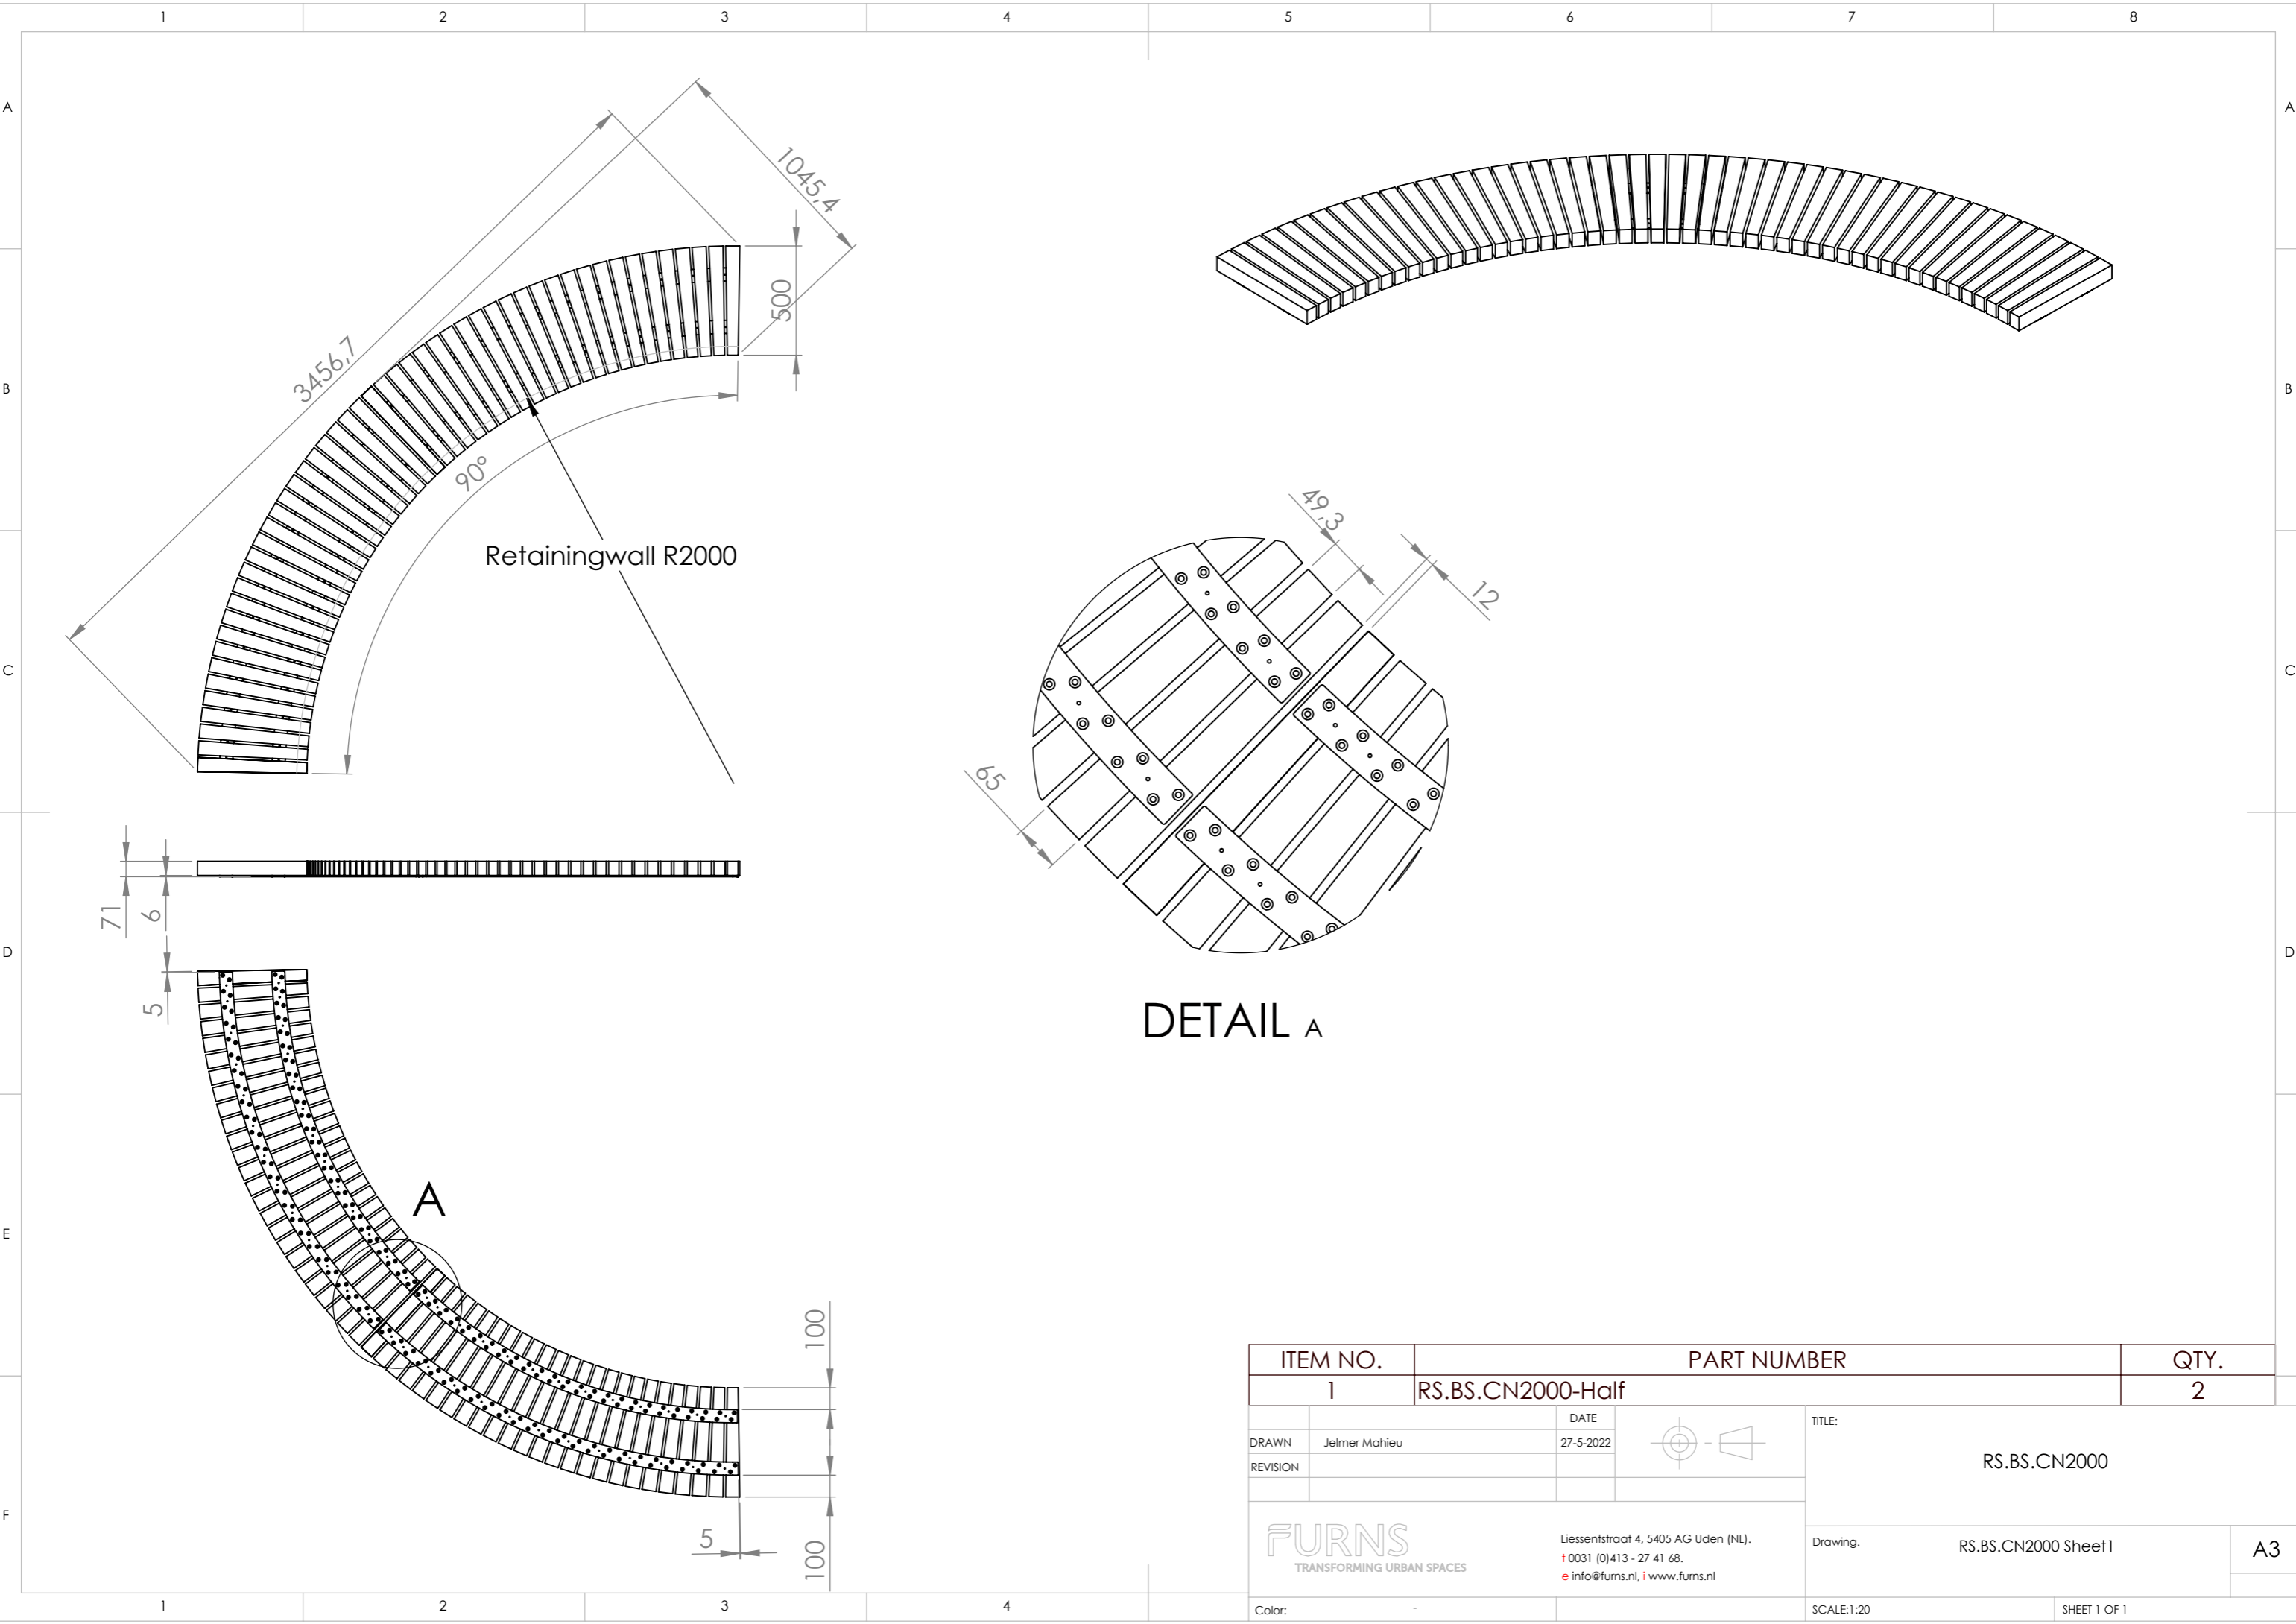 1 2 3 4 5 6 7 8
A A
1045,4
500
3456,7
B B
90°
49,3
12
Retainingwall R2000
C C
65
71
6
D D
5
DETAIL A
A
E E
100
ITEM NO. PART NUMBER QTY.
1 RS.BS.CN2000-Half 2
DATE
TITLE:
DRAWN Jelmer Mahieu 27-5-2022
RS.BS.CN2000
REVISION
F
5
100
FURNS
TRANSFORMING URBAN SPACES
Liessentstraat 4, 5405 AG Uden (NL).
t 0031 (0)413 - 27 41 68.
e info@furns.nl, i www.furns.nl
Drawing. RS.BS.CN2000 Sheet1 A3
Color: - SCALE:1:20 SHEET 1 OF 1
1 2 3 4